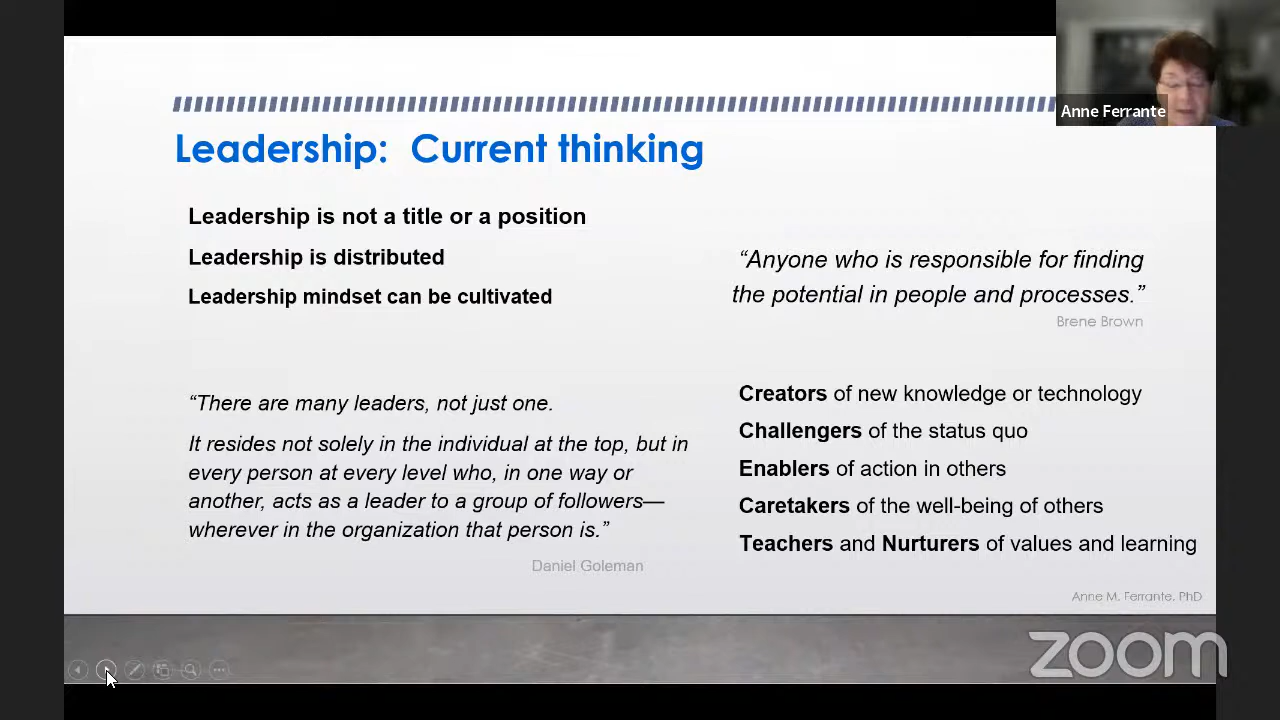 Anne Ferrante
Leadership: Current thinking
Leadership is not a title or a position
Leadership is distributed
Leadership mindset can be cultivated
“Anyone who is responsible for finding
the potential in people and processes.”
Brene Brown
“There are many leaders, not just one.
It resides not solely in the individual at the top, but in
every person at every level who, in one way or
another, acts as a leader to a group of followers—
wherever in the organization that person is.”
Daniel Goleman
Creators of new knowledge or technology
Challengers of the status quo
Enablers of action in others
Caretakers of the well-being of others
Teachers and Nurturers of values and learning
Anne M. Ferrante, PhD
zoom